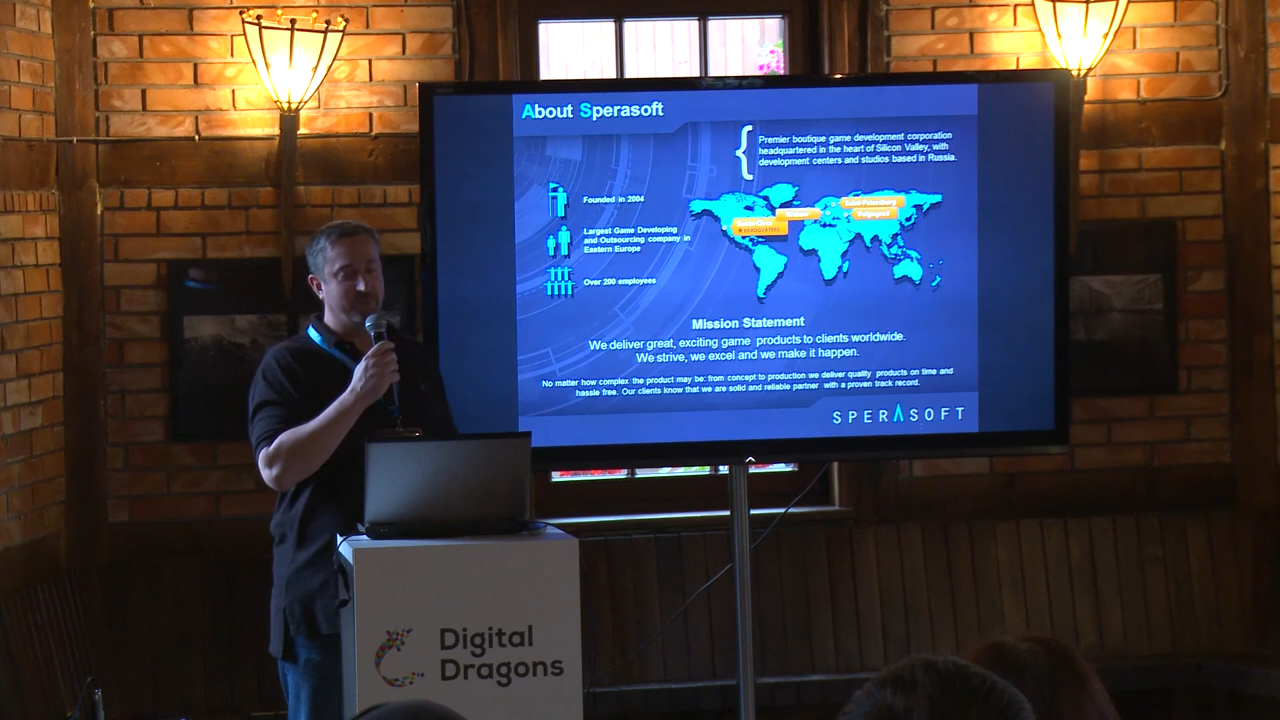 About Sperasoft
Premier boutique game development corporation
headquartered in the heart of Silicon Valley, with
development centers and studios based in Russia.
Founded in 2004
Largest Game Developing
and Outsourcing company in
Eastern Europe
Over 200 employees
Saint-Petersburg
Krakow
Volgograd
Santa-Clara
★ HEADQUATERS
Mission Statement
We deliver great, exciting game products to clients worldwide.
We strive, we excel and we make it happen.
No matter how complex the product may be: from concept to production we deliver quality products on time and
hassle free. Our clients know that we are solid and reliable partner with a proven track record.
SPERASOFT
Digital
Dragons